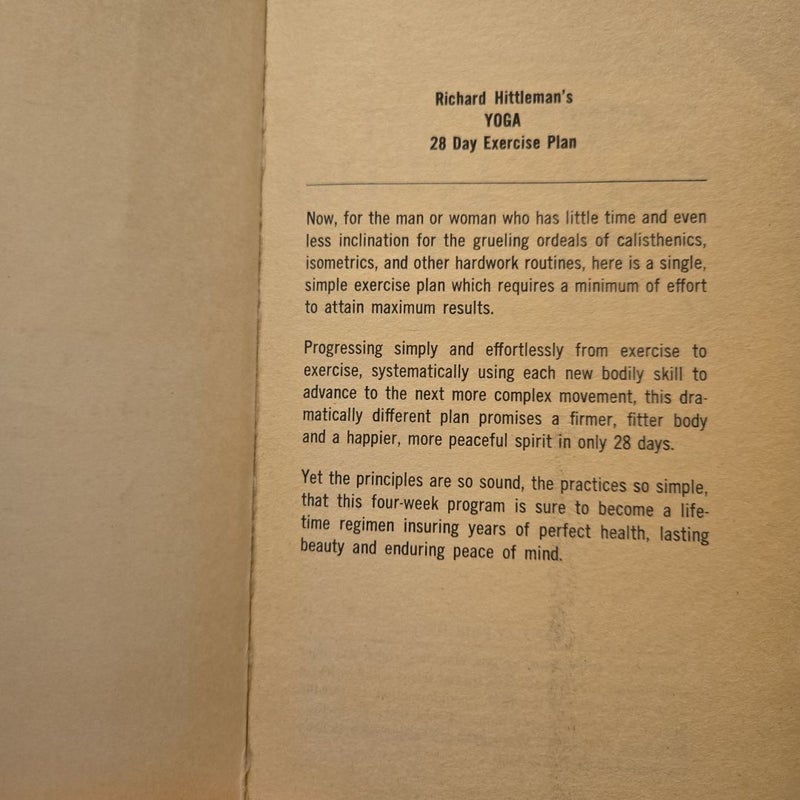 Richard Hittleman's
YOGA
28 Day Exercise Plan
Now, for the man or woman who has little time and even
less inclination for the grueling ordeals of calisthenics,
isometrics, and other hardwork routines, here is a single,
simple exercise plan which requires a minimum of effort
to attain maximum results.
Progressing simply and effortlessly from exercise to
exercise, systematically using each new bodily skill to
advance to the next more complex movement, this dra-
matically different plan promises a firmer, fitter body
and a happier, more peaceful spirit in only 28 days.
Yet the principles are so sound, the practices so simple,
that this four-week program is sure to become a life-
time regimen insuring years of perfect health, lasting
beauty and enduring peace of mind.